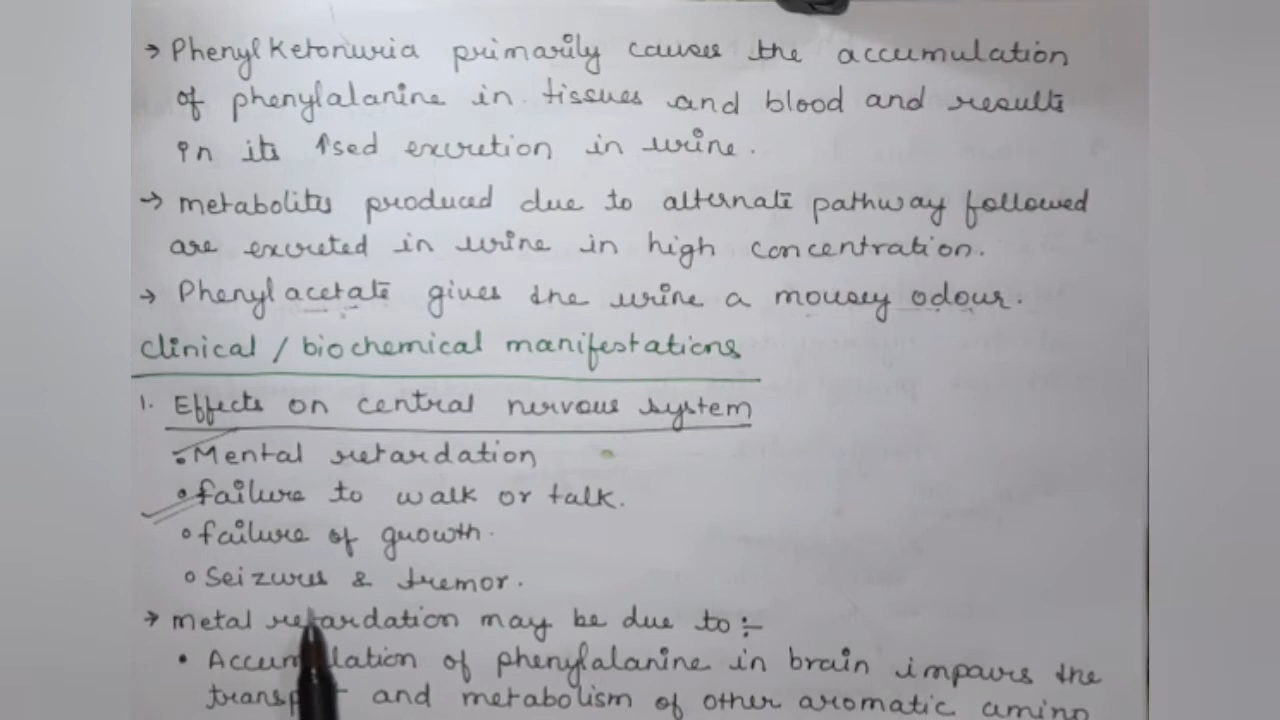 → Phenylketonuria primarily causes the accumulation
of phenylalanine in tissues and blood and results
in its ↑sed excretion in urine.
→ metabolites produced due to alternate pathway followed
are excreted in urine in high concentration.
→ Phenylacetate gives the urine a mousey odour.
Clinical / biochemical manifestations
1. Effects on central nervous system
• Mental retardation
• failure to walk or talk.
• failure of growth.
• Seizures & tremor.
→ metal retardation may be due to :-
• Accumulation of phenylalanine in brain impairs the
transport and metabolism of other aromatic amino